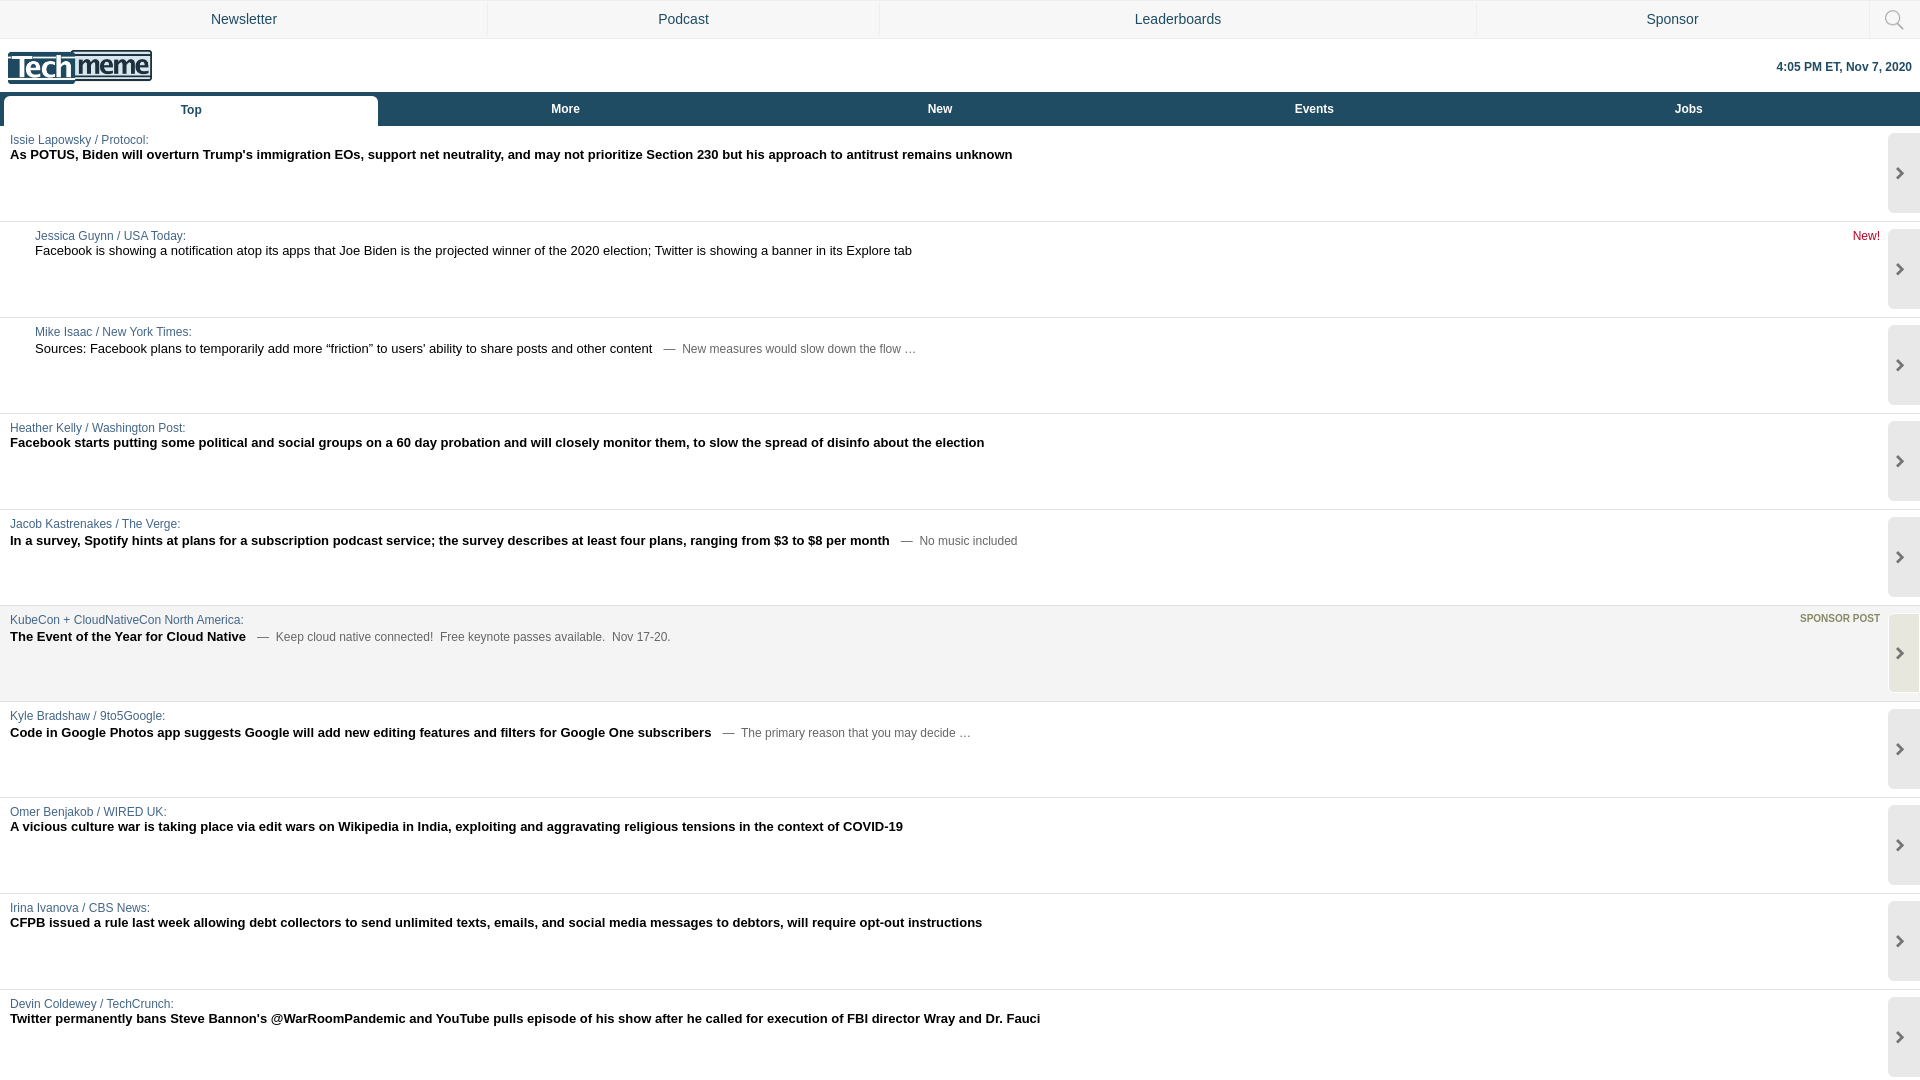 Newsletter
Podcast
Leaderboards
Sponsor
Techmeme
4:05 PM ET, Nov 7, 2020
Top
More
New
Events
Jobs
Issie Lapowsky / Protocol:
As POTUS, Biden will overturn Trump's immigration EOs, support net neutrality, and may not prioritize Section 230 but his approach to antitrust remains unknown
Jessica Guynn / USA Today:
New!
Facebook is showing a notification atop its apps that Joe Biden is the projected winner of the 2020 election; Twitter is showing a banner in its Explore tab
Mike Isaac / New York Times:
Sources: Facebook plans to temporarily add more “friction” to users' ability to share posts and other content — New measures would slow down the flow …
Heather Kelly / Washington Post:
Facebook starts putting some political and social groups on a 60 day probation and will closely monitor them, to slow the spread of disinfo about the election
Jacob Kastrenakes / The Verge:
In a survey, Spotify hints at plans for a subscription podcast service; the survey describes at least four plans, ranging from $3 to $8 per month — No music included
KubeCon + CloudNativeCon North America:
SPONSOR POST
The Event of the Year for Cloud Native — Keep cloud native connected! Free keynote passes available. Nov 17-20.
Kyle Bradshaw / 9to5Google:
Code in Google Photos app suggests Google will add new editing features and filters for Google One subscribers — The primary reason that you may decide …
Omer Benjakob / WIRED UK:
A vicious culture war is taking place via edit wars on Wikipedia in India, exploiting and aggravating religious tensions in the context of COVID-19
Irina Ivanova / CBS News:
CFPB issued a rule last week allowing debt collectors to send unlimited texts, emails, and social media messages to debtors, will require opt-out instructions
Devin Coldewey / TechCrunch:
Twitter permanently bans Steve Bannon's @WarRoomPandemic and YouTube pulls episode of his show after he called for execution of FBI director Wray and Dr. Fauci